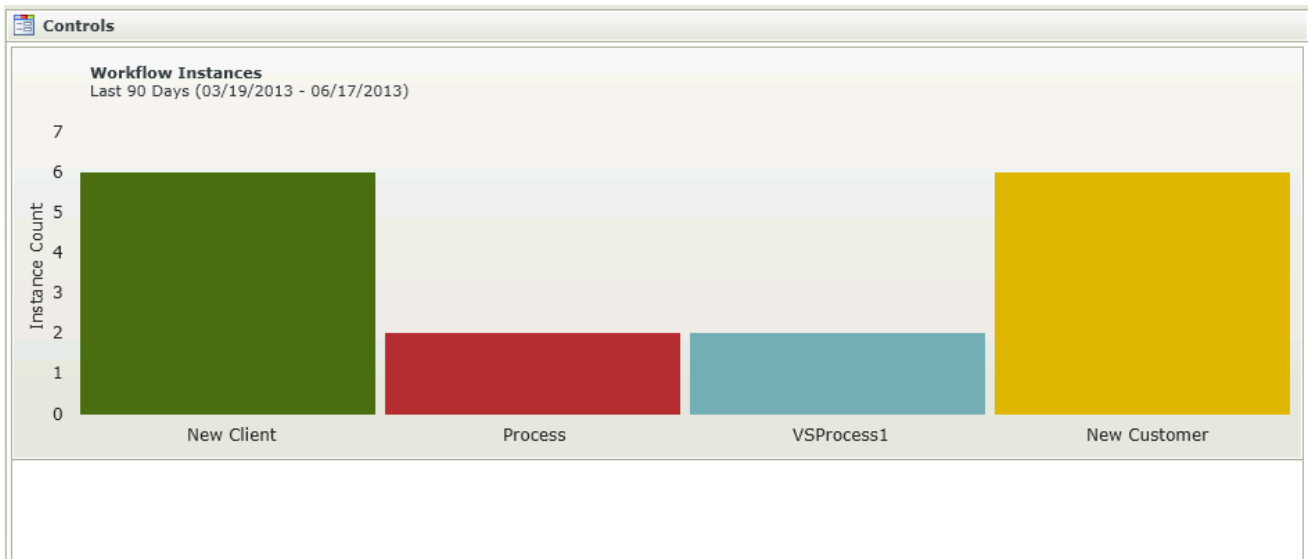 Controls
Workflow Instances
Last 90 Days (03/19/2013 - 06/17/2013)
Instance Count
7
6
5
4
3
2
1
0
New Client Process VSProcess1 New Customer